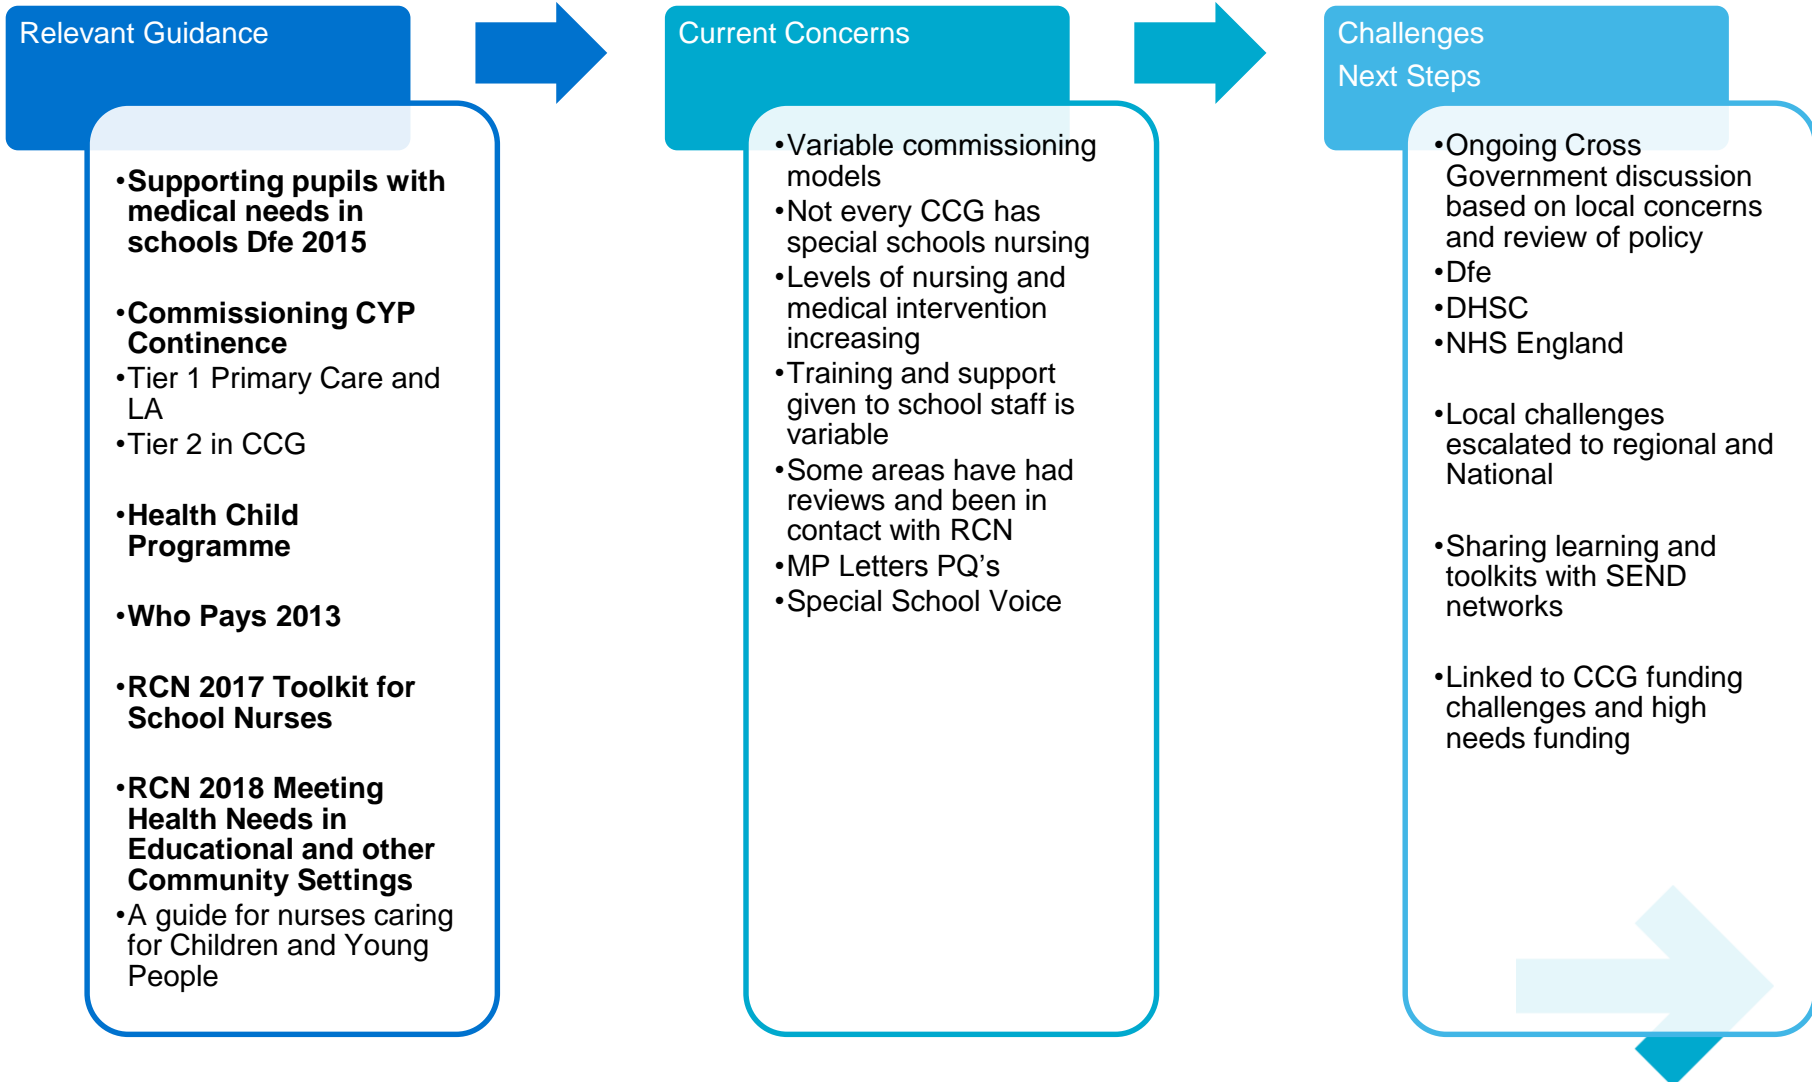 Relevant Guidance
•Supporting pupils with
medical needs in
schools Dfe 2015
•Commissioning CYP
Continence
•Tier 1 Primary Care and
LA
•Tier 2 in CCG
•Health Child
Programme
•Who Pays 2013
•RCN 2017 Toolkit for
School Nurses
•RCN 2018 Meeting
Health Needs in
Educational and other
Community Settings
•A guide for nurses caring
for Children and Young
People
Current Concerns
•Variable commissioning
models
•Not every CCG has
special schools nursing
•Levels of nursing and
medical intervention
increasing
•Training and support
given to school staff is
variable
•Some areas have had
reviews and been in
contact with RCN
•MP Letters PQ’s
•Special School Voice
Challenges
Next Steps
•Ongoing Cross
Government discussion
based on local concerns
and review of policy
•Dfe
•DHSC
•NHS England
•Local challenges
escalated to regional and
National
•Sharing learning and
toolkits with SEND
networks
•Linked to CCG funding
challenges and high
needs funding